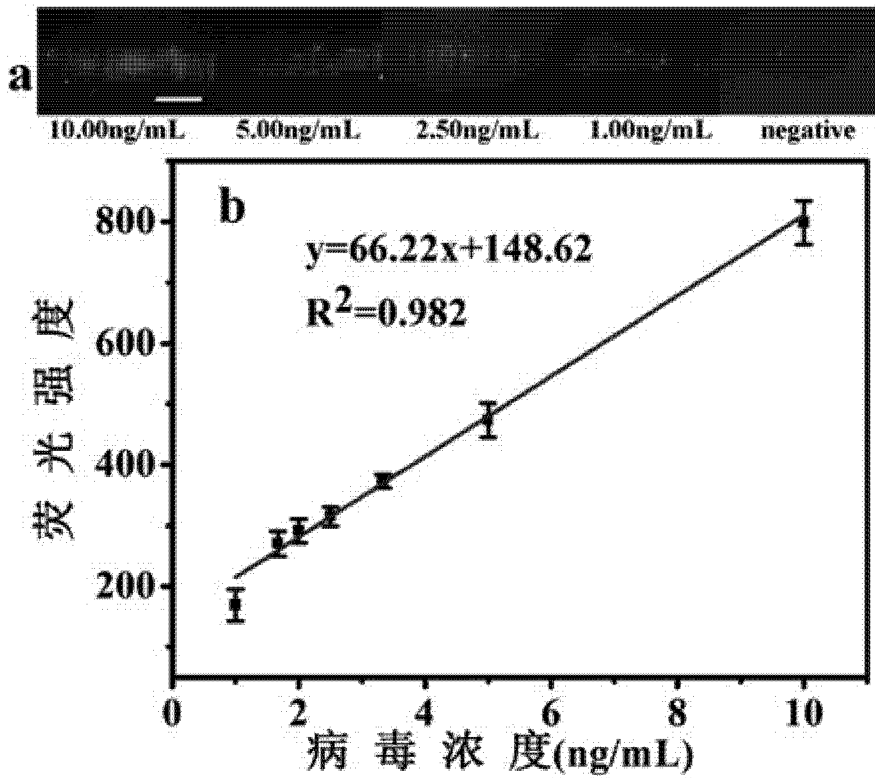 a
10.00ng/mL 5.00ng/mL 2.50ng/mL 1.00ng/mL negative
b
y=66.22x+148.62
R²=0.982
800
600
400
200
荧光强度
0 2 4 6 8 10
病毒浓度(ng/mL)